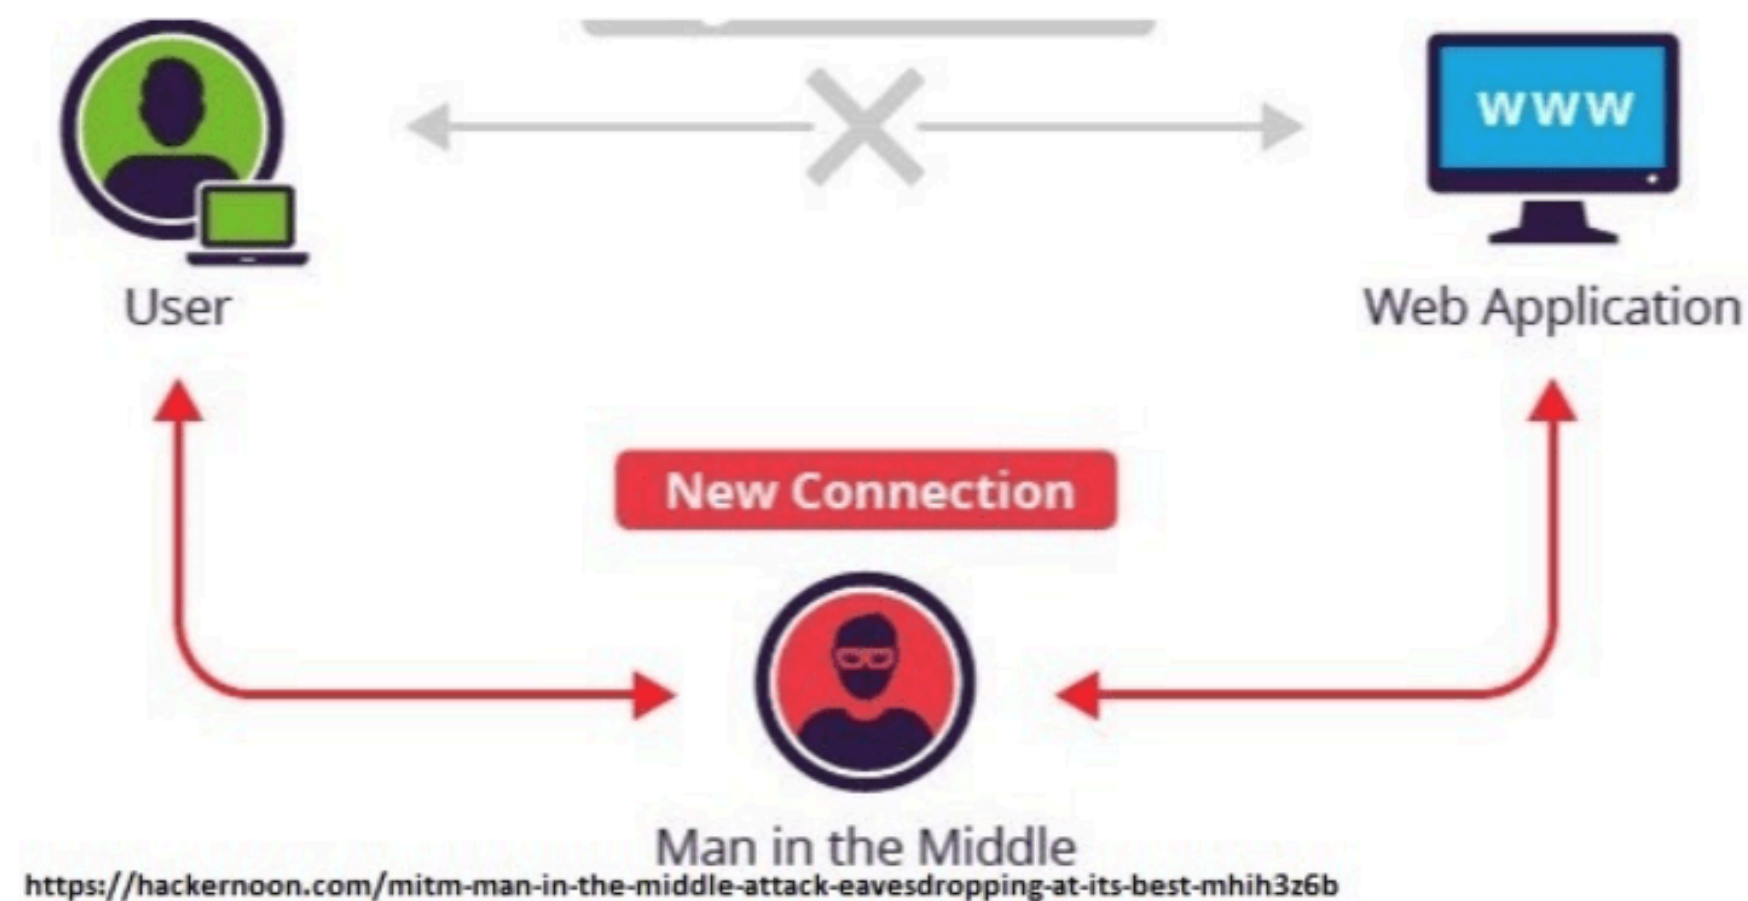 www
User
Web Application
New Connection
Man in the Middle
https://hackernoon.com/mitm-man-in-the-middle-attack-eavesdropping-at-its-best-mhih3z6b